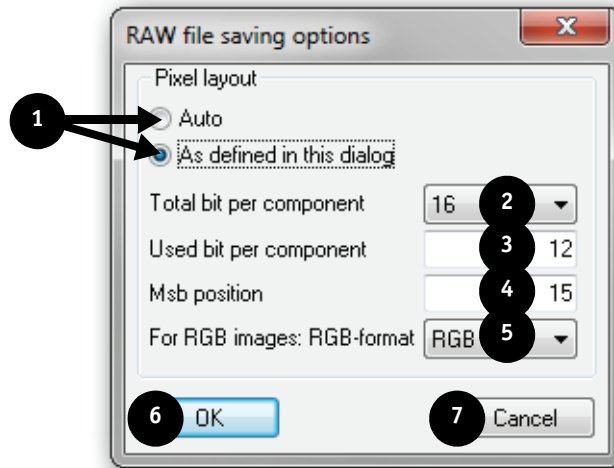 RAW file saving options
Pixel layout
1
Auto
As defined in this dialog
Total bit per component 16 2
Used bit per component 3 12
Msb position 4 15
For RGB images: RGB-format RGB 5
6 OK 7 Cancel